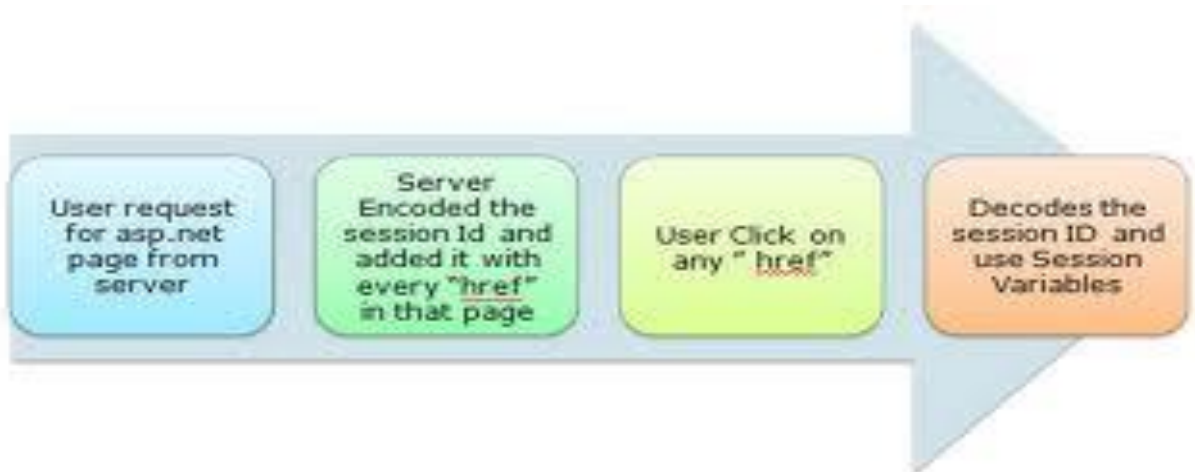 User request
for asp.net
page from
server
Server
Encoded the
session Id and
added it with
every "href"
in that page
User Click on
any " href"
Decodes the
session ID and
use Session
Variables